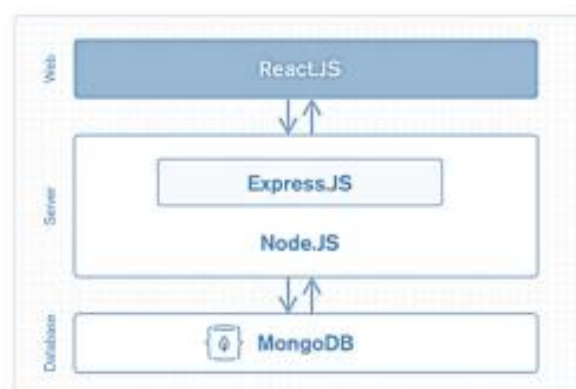 Web
ReactJS
Server
Express.JS
Node.JS
Database
MongoDB